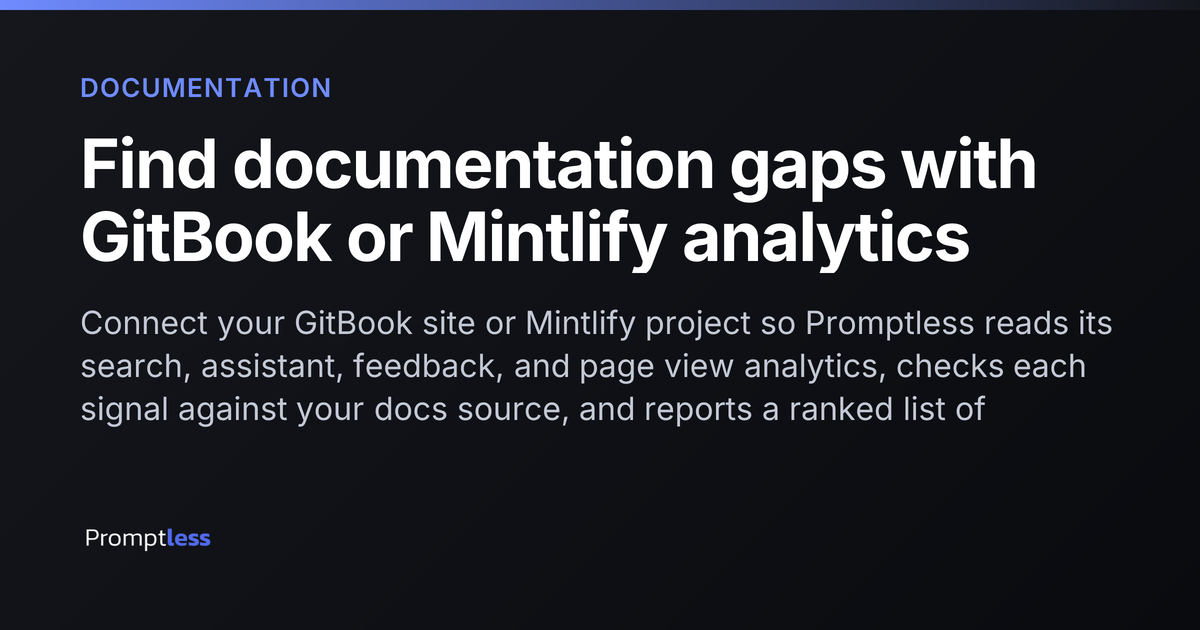 DOCUMENTATION
Find documentation gaps with
GitBook or Mintlify analytics
Connect your GitBook site or Mintlify project so Promptless reads its
search, assistant, feedback, and page view analytics, checks each
signal against your docs source, and reports a ranked list of
Promptless